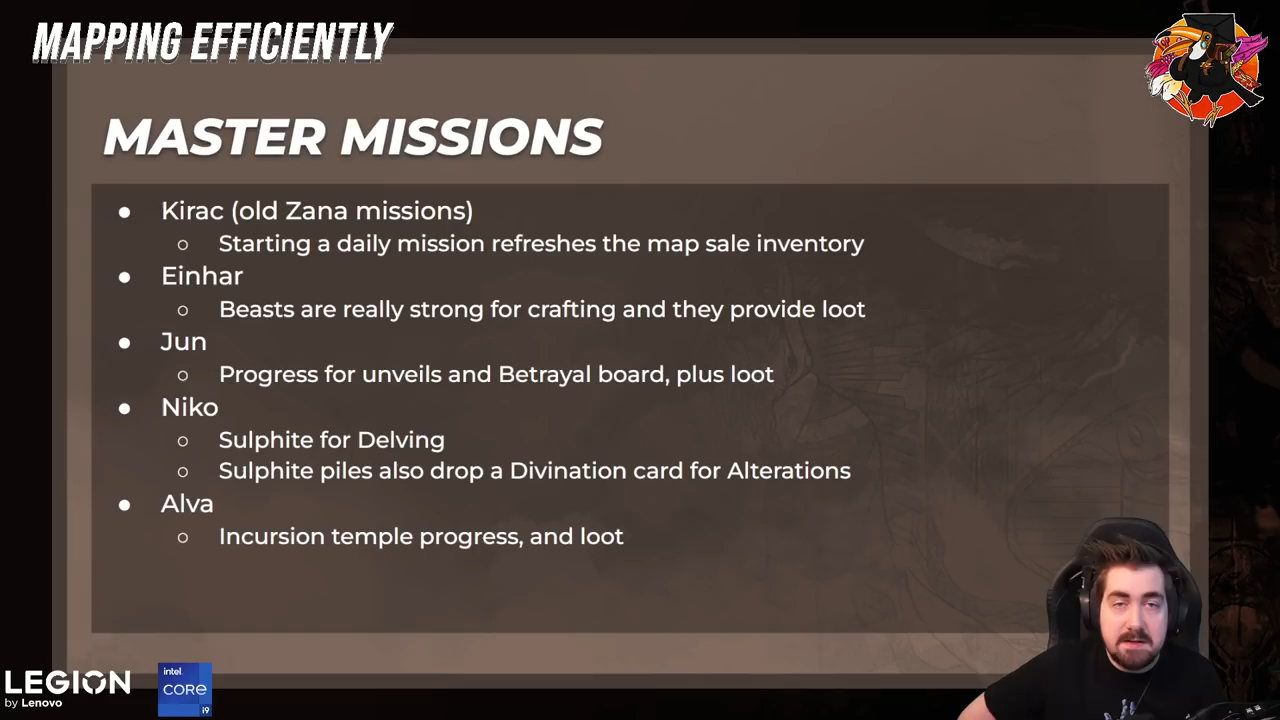 MAPPING EFFICIENTLY
MASTER MISSIONS
● Kirac (old Zana missions)
○ Starting a daily mission refreshes the map sale inventory
● Einhar
○ Beasts are really strong for crafting and they provide loot
● Jun
○ Progress for unveils and Betrayal board, plus loot
● Niko
○ Sulphite for Delving
○ Sulphite piles also drop a Divination card for Alterations
● Alva
○ Incursion temple progress, and loot
LEGION
by Lenovo
intel.
CORE
i9